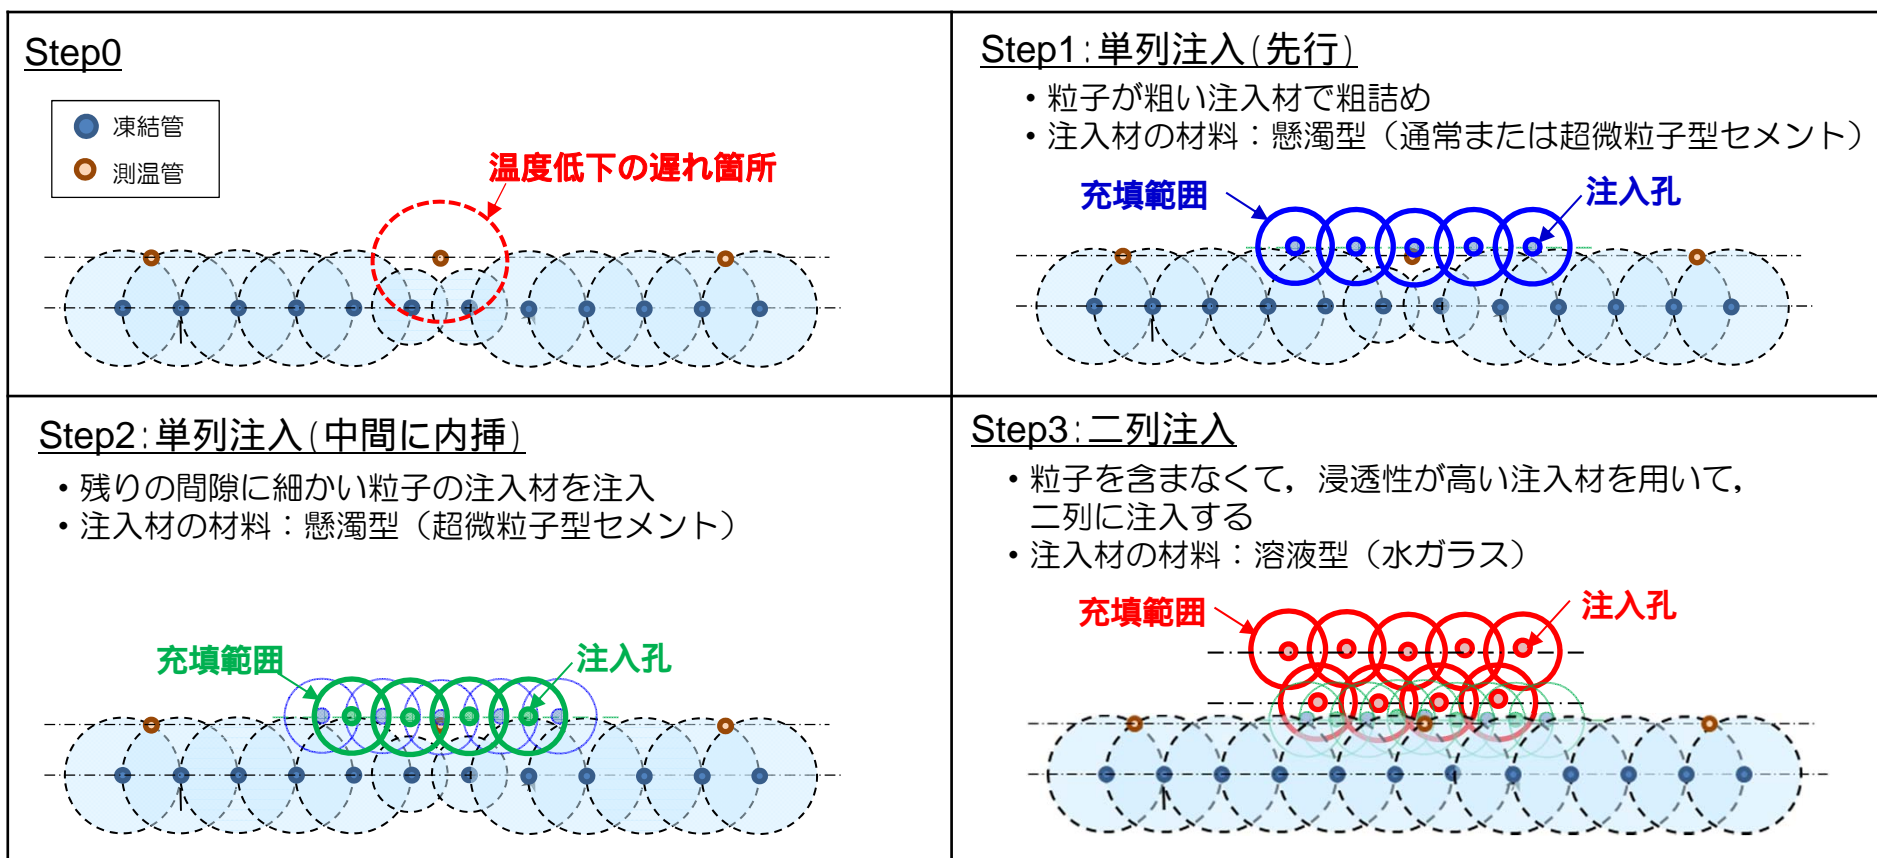 Step0
凍結管
測温管
温度低下の遅れ箇所
Step1:単列注入(先行)
・粒子が粗い注入材で粗詰め
・注入材の材料：懸濁型（通常または超微粒子型セメント）
充填範囲
注入孔
Step2:単列注入(中間に内挿)
・残りの間隙に細かい粒子の注入材を注入
・注入材の材料：懸濁型（超微粒子型セメント）
充填範囲
注入孔
Step3:二列注入
・粒子を含まなくて，浸透性が高い注入材を用いて，
二列に注入する
・注入材の材料：溶液型（水ガラス）
充填範囲
注入孔